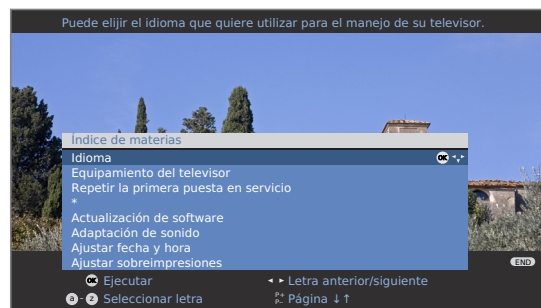 Puede elijir el idioma que quiere utilizar para el manejo de su televisor.
Índice de materias
Idioma OK
Equipamiento del televisor
Repetir la primera puesta en servicio
*
Actualización de software
Adaptación de sonido
Ajustar fecha y hora
Ajustar sobreimpresiones
END
OK Ejecutar ◂ ▸ Letra anterior/siguiente
a - z Seleccionar letra P+ P− Página ↓↑